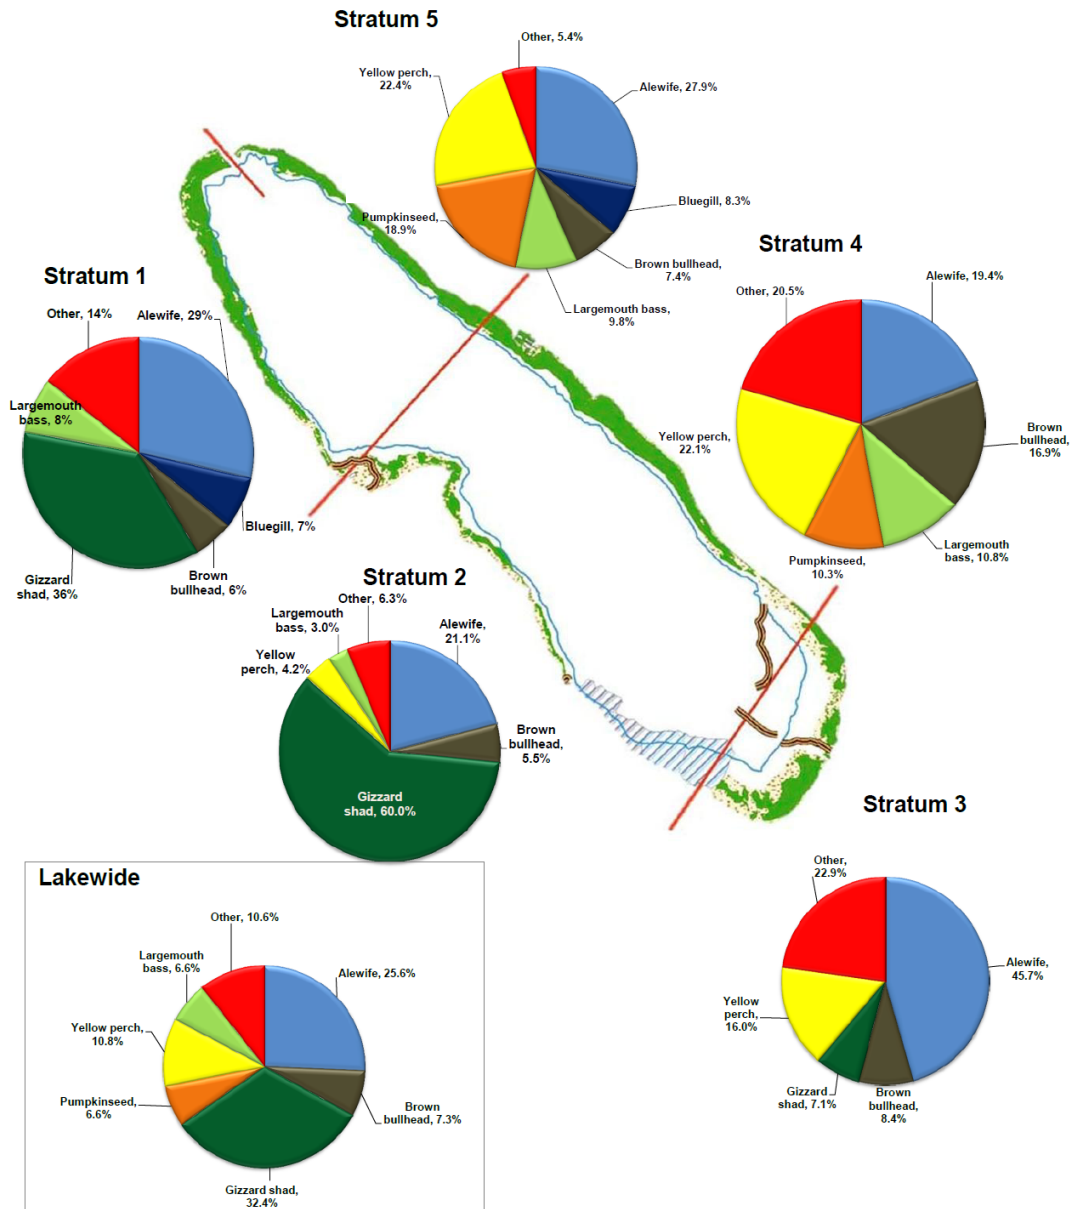 Stratum 5
Other, 5.4%
Yellow perch,
22.4%
Alewife, 27.9%
Bluegill, 8.3%
Pumpkinseed,
18.9%
Brown bullhead,
7.4%
Largemouth bass,
9.8%
Stratum 4
Other, 20.5%
Alewife, 19.4%
Yellow perch,
22.1%
Brown
bullhead,
16.9%
Largemouth
bass, 10.8%
Pumpkinseed,
10.3%
Stratum 1
Other, 14%
Alewife, 29%
Largemouth
bass, 8%
Bluegill, 7%
Brown
bullhead, 6%
Gizzard
shad, 36%
Stratum 2
Other, 6.3%
Largemouth
bass, 3.0%
Alewife,
21.1%
Yellow
perch, 4.2%
Brown
bullhead,
5.5%
Gizzard
shad, 60.0%
Stratum 3
Other,
22.9%
Alewife,
45.7%
Yellow
perch,
16.0%
Gizzard
shad, 7.1%
Brown
bullhead,
8.4%
Lakewide
Other, 10.6%
Largemouth
bass, 6.6%
Alewife, 25.6%
Yellow perch,
10.8%
Pumpkinseed,
6.6%
Brown
bullhead, 7.3%
Gizzard shad,
32.4%